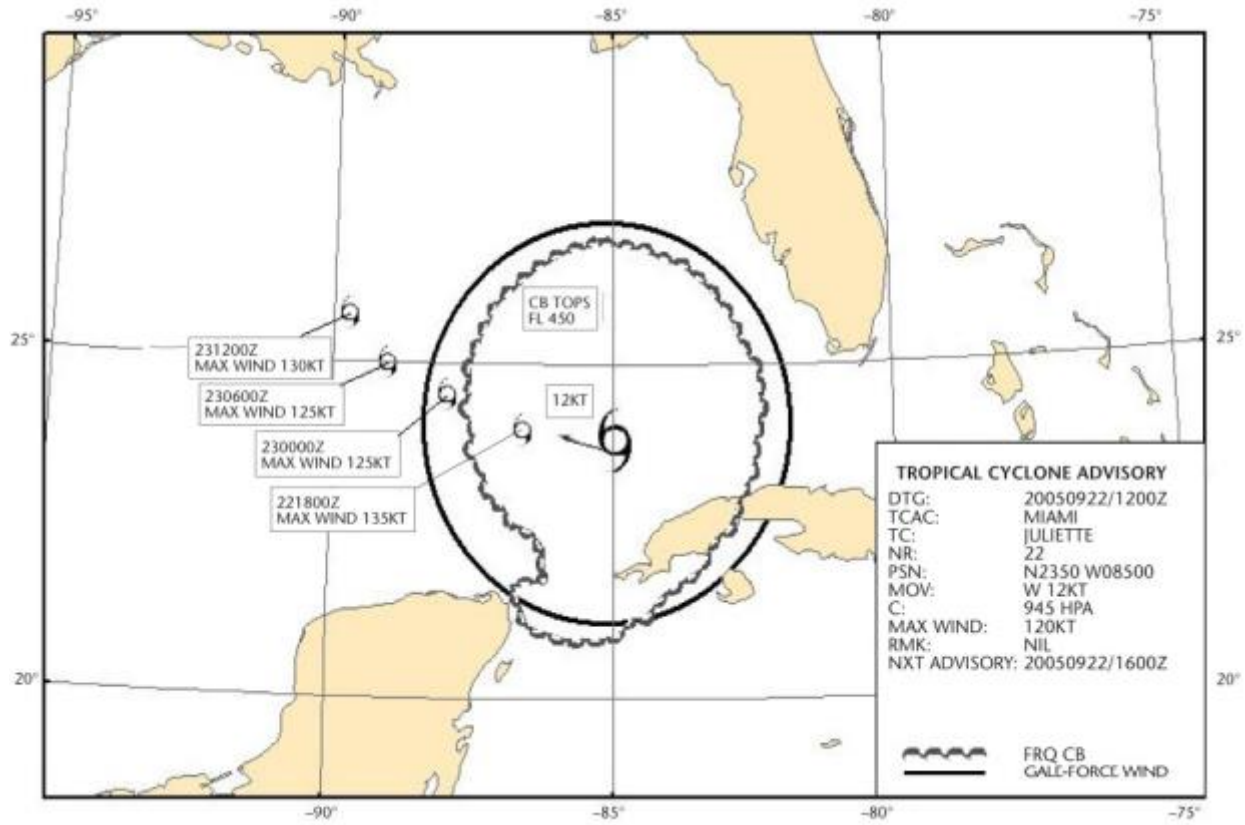 -95°
-90°
-85°
-80°
-75°
CB TOPS
FL 450
25°
25°
231200Z
MAX WIND 130KT
230600Z
MAX WIND 125KT
12KT
230000Z
MAX WIND 125KT
221800Z
MAX WIND 135KT
TROPICAL CYCLONE ADVISORY
DTG: 20050922/1200Z
TCAC: MIAMI
TC: JULIETTE
NR: 22
PSN: N2350 W08500
MOV: W 12KT
C: 945 HPA
MAX WIND: 120KT
RMK: NIL
NXT ADVISORY: 20050922/1600Z
20°
20°
FRQ CB
GALE-FORCE WIND
-90°
-85°
-80°
-75°